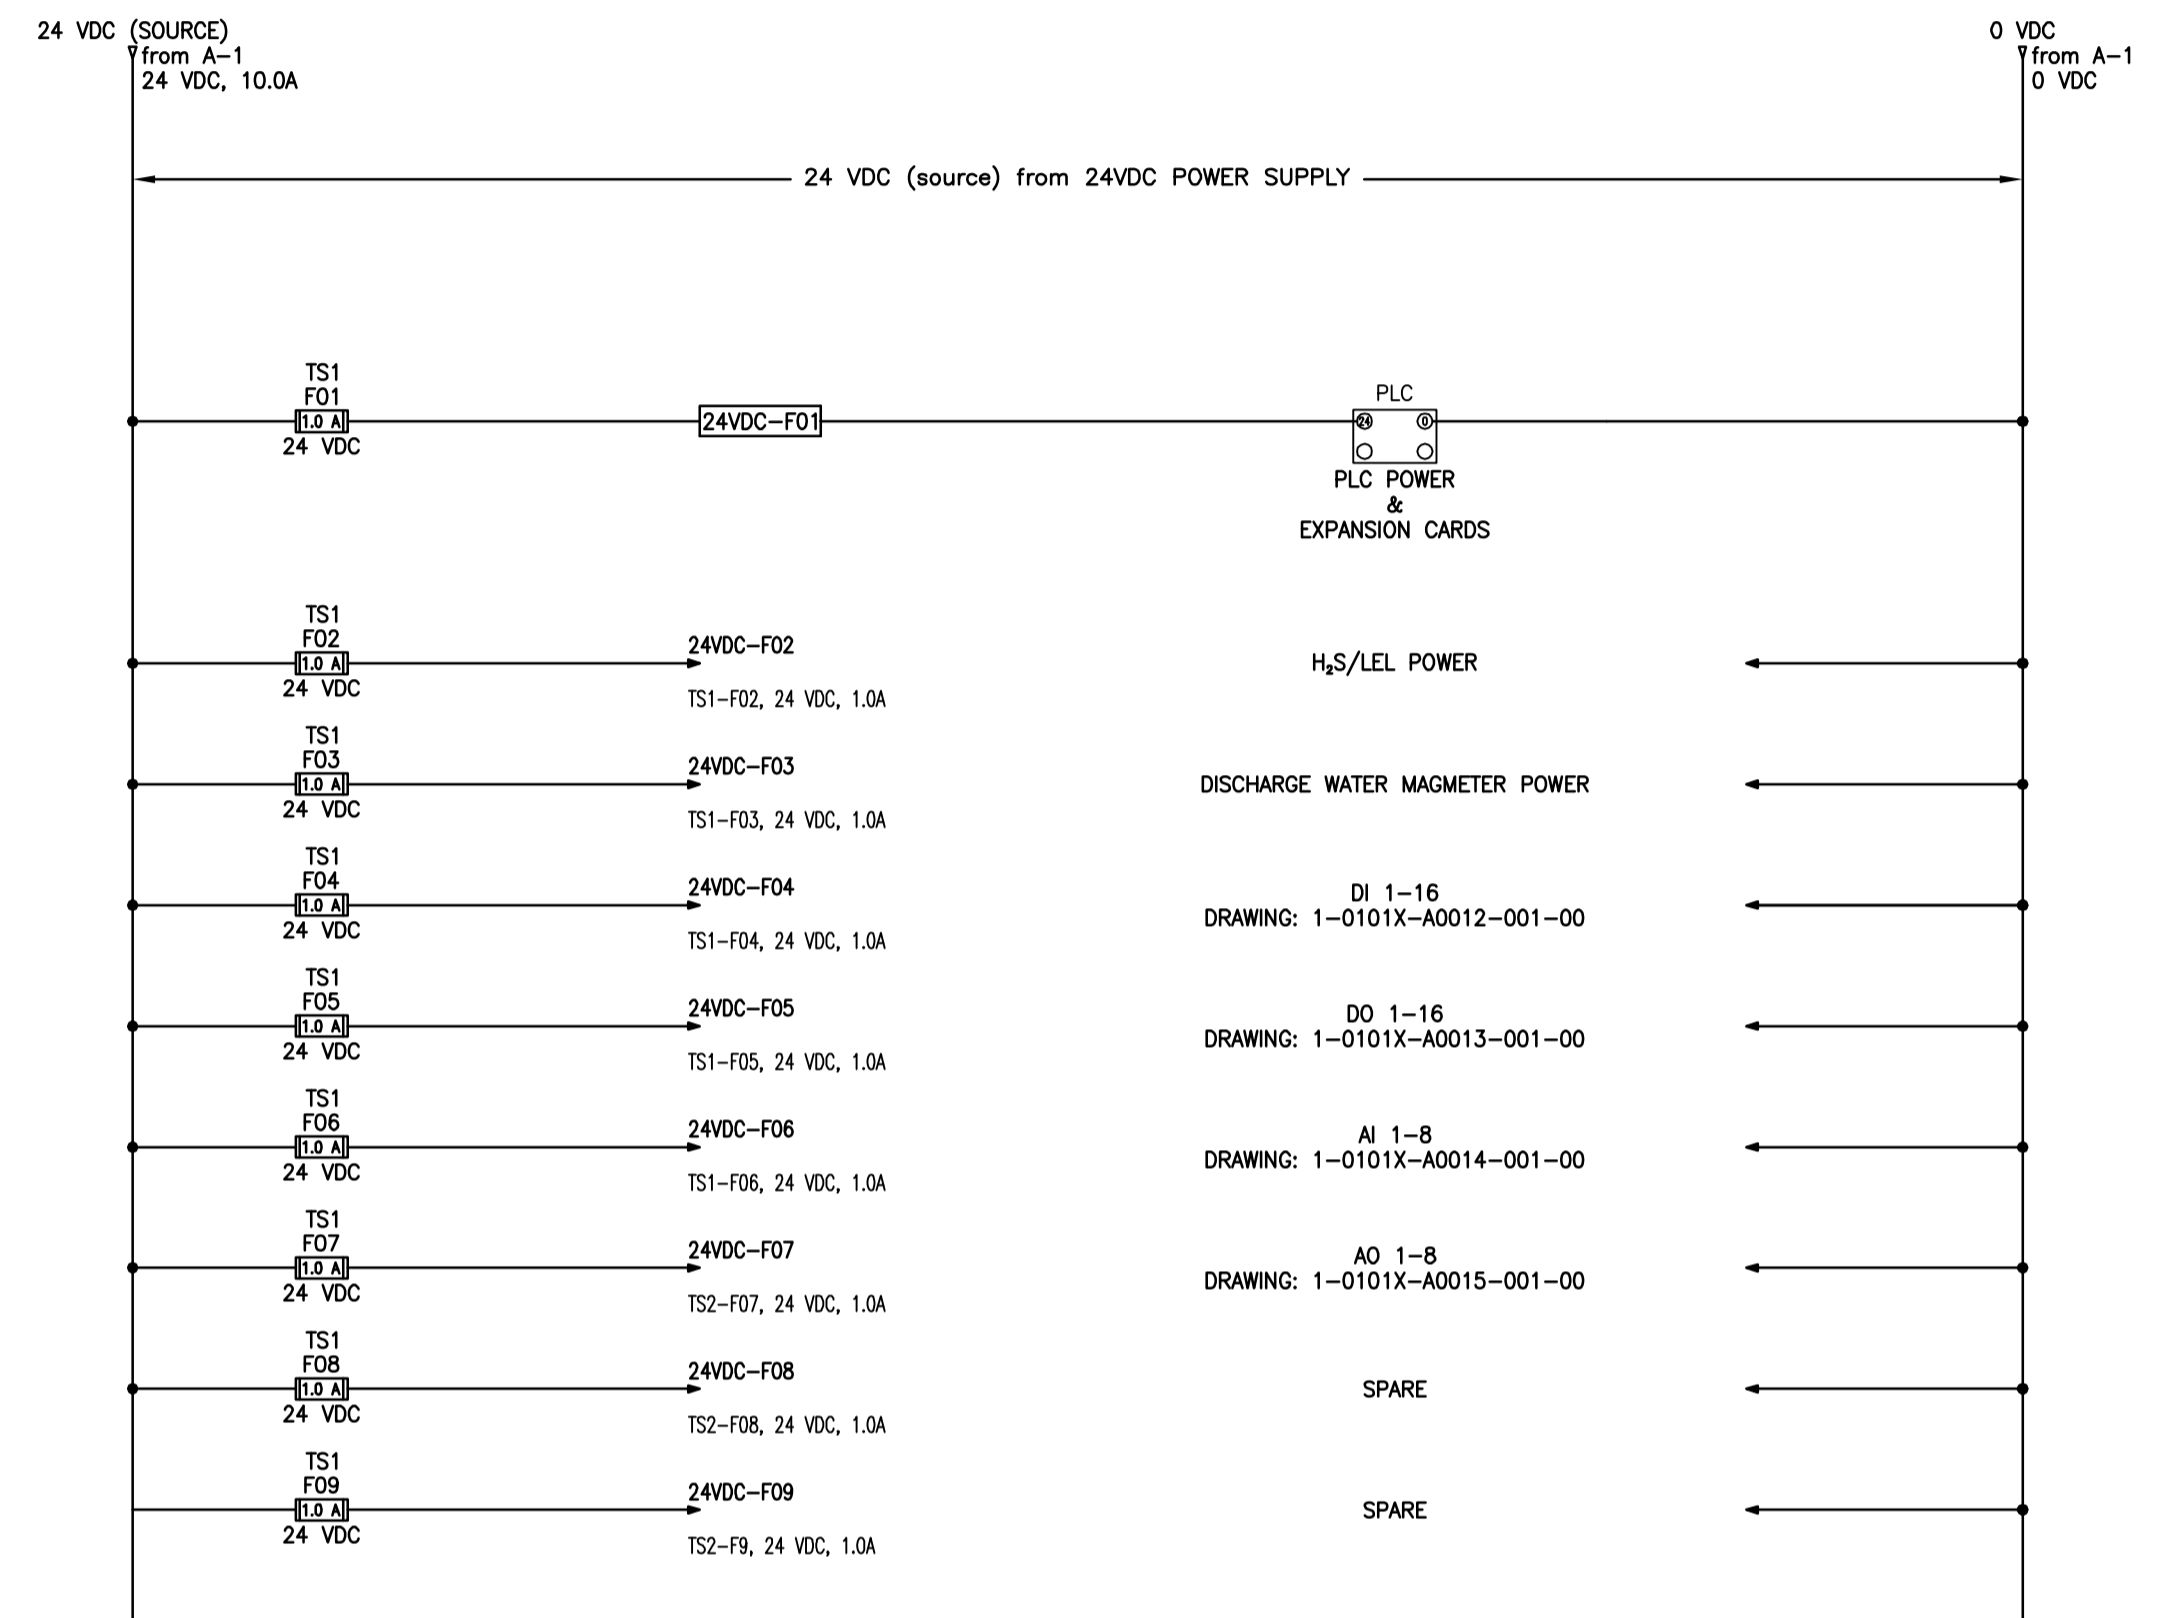 24 VDC (SOURCE)
from A-1
24 VDC, 10.0A
0 VDC
from A-1
0 VDC
24 VDC (source) from 24VDC POWER SUPPLY
TS1
F01
1.0 A
24 VDC
24VDC-F01
PLC
24
0
PLC POWER
&
EXPANSION CARDS
TS1
F02
1.0 A
24 VDC
24VDC-F02
TS1-F02, 24 VDC, 1.0A
H₂S/LEL POWER
TS1
F03
1.0 A
24 VDC
24VDC-F03
TS1-F03, 24 VDC, 1.0A
DISCHARGE WATER MAGMETER POWER
TS1
F04
1.0 A
24 VDC
24VDC-F04
TS1-F04, 24 VDC, 1.0A
DI 1-16
DRAWING: 1-0101X-A0012-001-00
TS1
F05
1.0 A
24 VDC
24VDC-F05
TS1-F05, 24 VDC, 1.0A
DO 1-16
DRAWING: 1-0101X-A0013-001-00
TS1
F06
1.0 A
24 VDC
24VDC-F06
TS1-F06, 24 VDC, 1.0A
AI 1-8
DRAWING: 1-0101X-A0014-001-00
TS1
F07
1.0 A
24 VDC
24VDC-F07
TS2-F07, 24 VDC, 1.0A
AO 1-8
DRAWING: 1-0101X-A0015-001-00
TS1
F08
1.0 A
24 VDC
24VDC-F08
TS2-F08, 24 VDC, 1.0A
SPARE
TS1
F09
1.0 A
24 VDC
24VDC-F09
TS2-F9, 24 VDC, 1.0A
SPARE